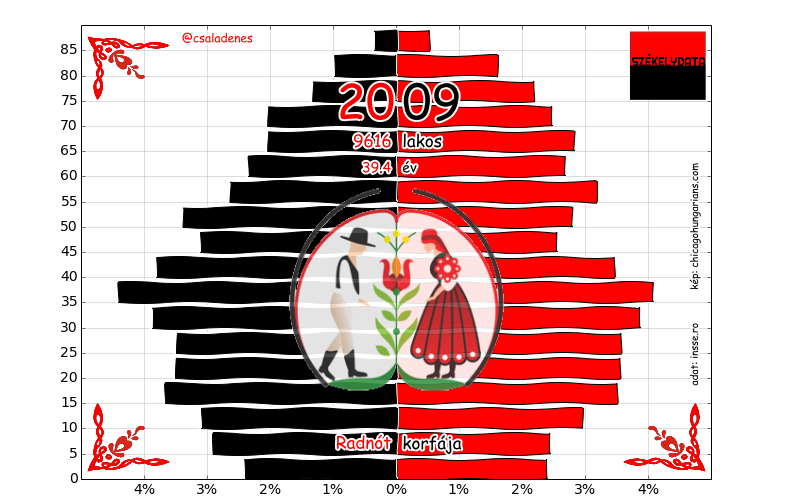 @csaladenes
SZÉKELYDATA
2009
9616 lakos
39.4 év
kép: chicagohungarians.com
adat: insse.ro
Radnót korfája
85
80
75
70
65
60
55
50
45
40
35
30
25
20
15
10
5
0
4% 3% 2% 1% 0% 1% 2% 3% 4%